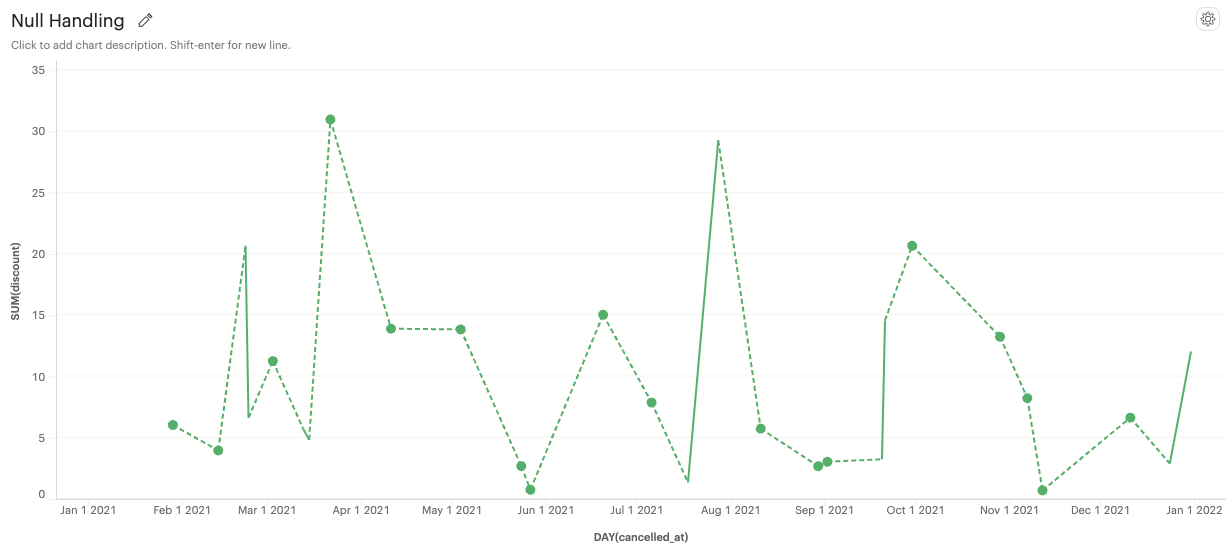 Null Handling
Click to add chart description. Shift-enter for new line.
35
30
25
20
15
10
5
0
SUM(discount)
Jan 1 2021 Feb 1 2021 Mar 1 2021 Apr 1 2021 May 1 2021 Jun 1 2021 Jul 1 2021 Aug 1 2021 Sep 1 2021 Oct 1 2021 Nov 1 2021 Dec 1 2021 Jan 1 2022
DAY(cancelled_at)